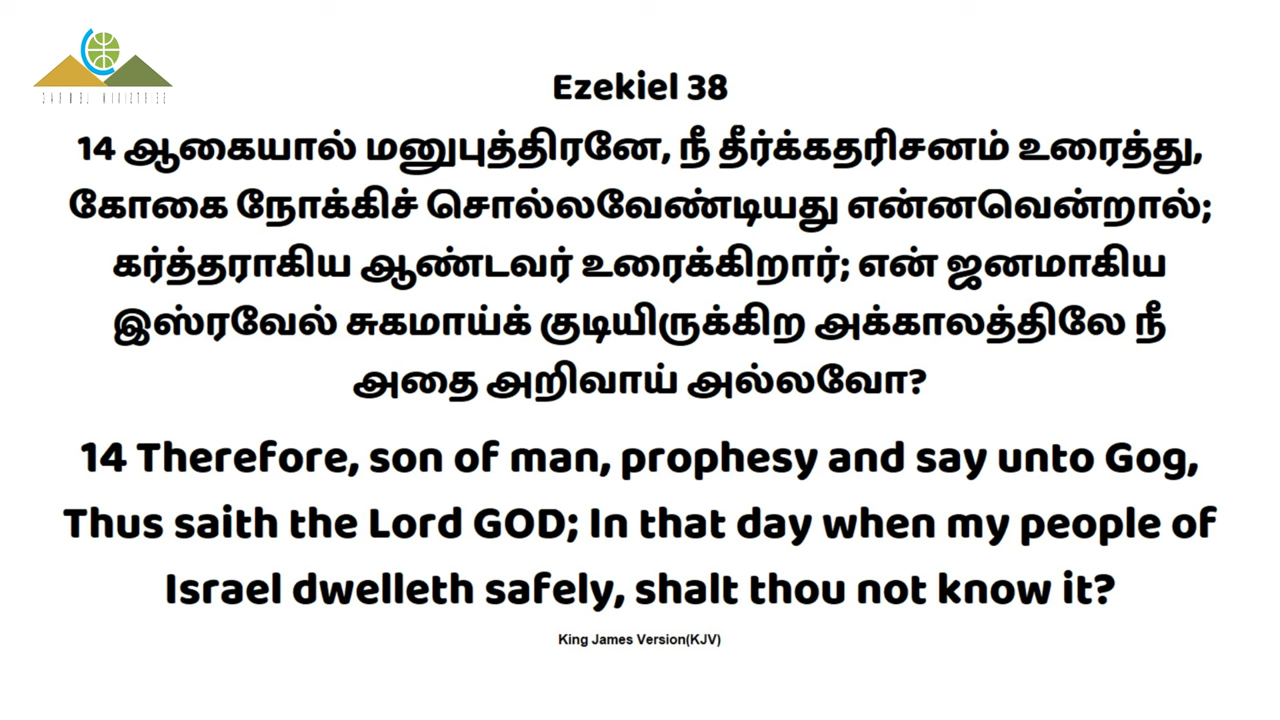 Ezekiel 38
14 ஆகையால் மனுபுத்திரனே, நீ தீர்க்கதரிசனம் உரைத்து,
கோகை நோக்கிச் சொல்லவேண்டியது என்னவென்றால்;
கர்த்தராகிய ஆண்டவர் உரைக்கிறார்; என் ஜனமாகிய
இஸ்ரவேல் சுகமாய்க் குடியிருக்கிற அக்காலத்திலே நீ
அதை அறிவாய் அல்லவோ?
14 Therefore, son of man, prophesy and say unto Gog,
Thus saith the Lord GOD; In that day when my people of
Israel dwelleth safely, shalt thou not know it?
King James Version(KJV)